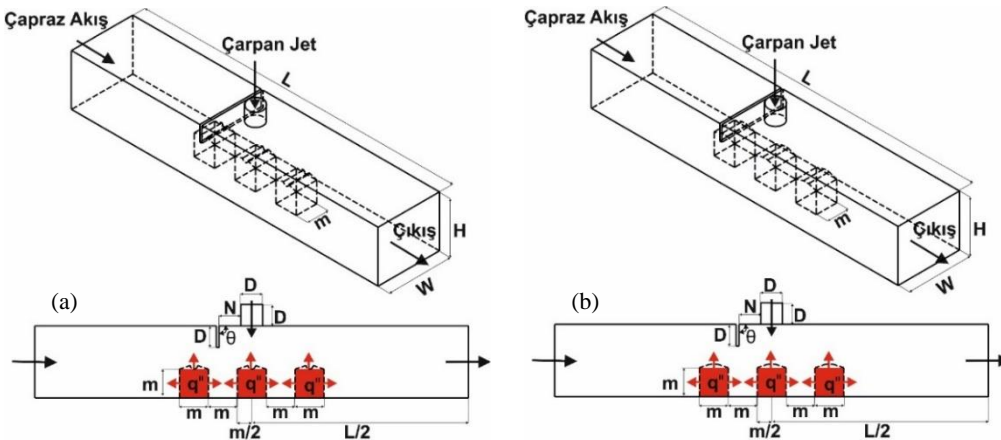 Çapraz Akış
Çarpan Jet
L
m
Çıkış
H
W
(a)
D
N
D
D
θ
m
q"
q"
q"
m
m
m
m
m/2
L/2
Çapraz Akış
Çarpan Jet
L
m
Çıkış
H
W
(b)
D
N
D
D
θ
m
q"
q"
q"
m
m
m
m
m/2
L/2